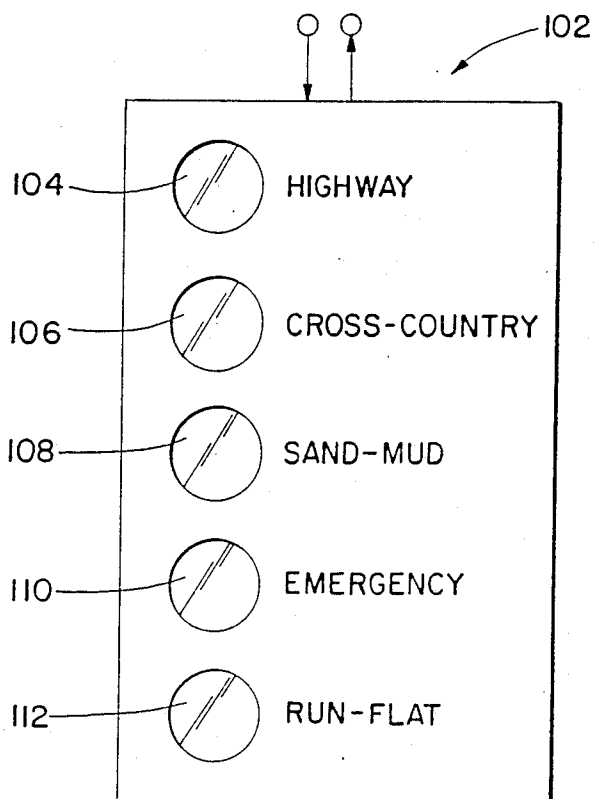 102
104 HIGHWAY
106 CROSS-COUNTRY
108 SAND-MUD
110 EMERGENCY
112 RUN-FLAT